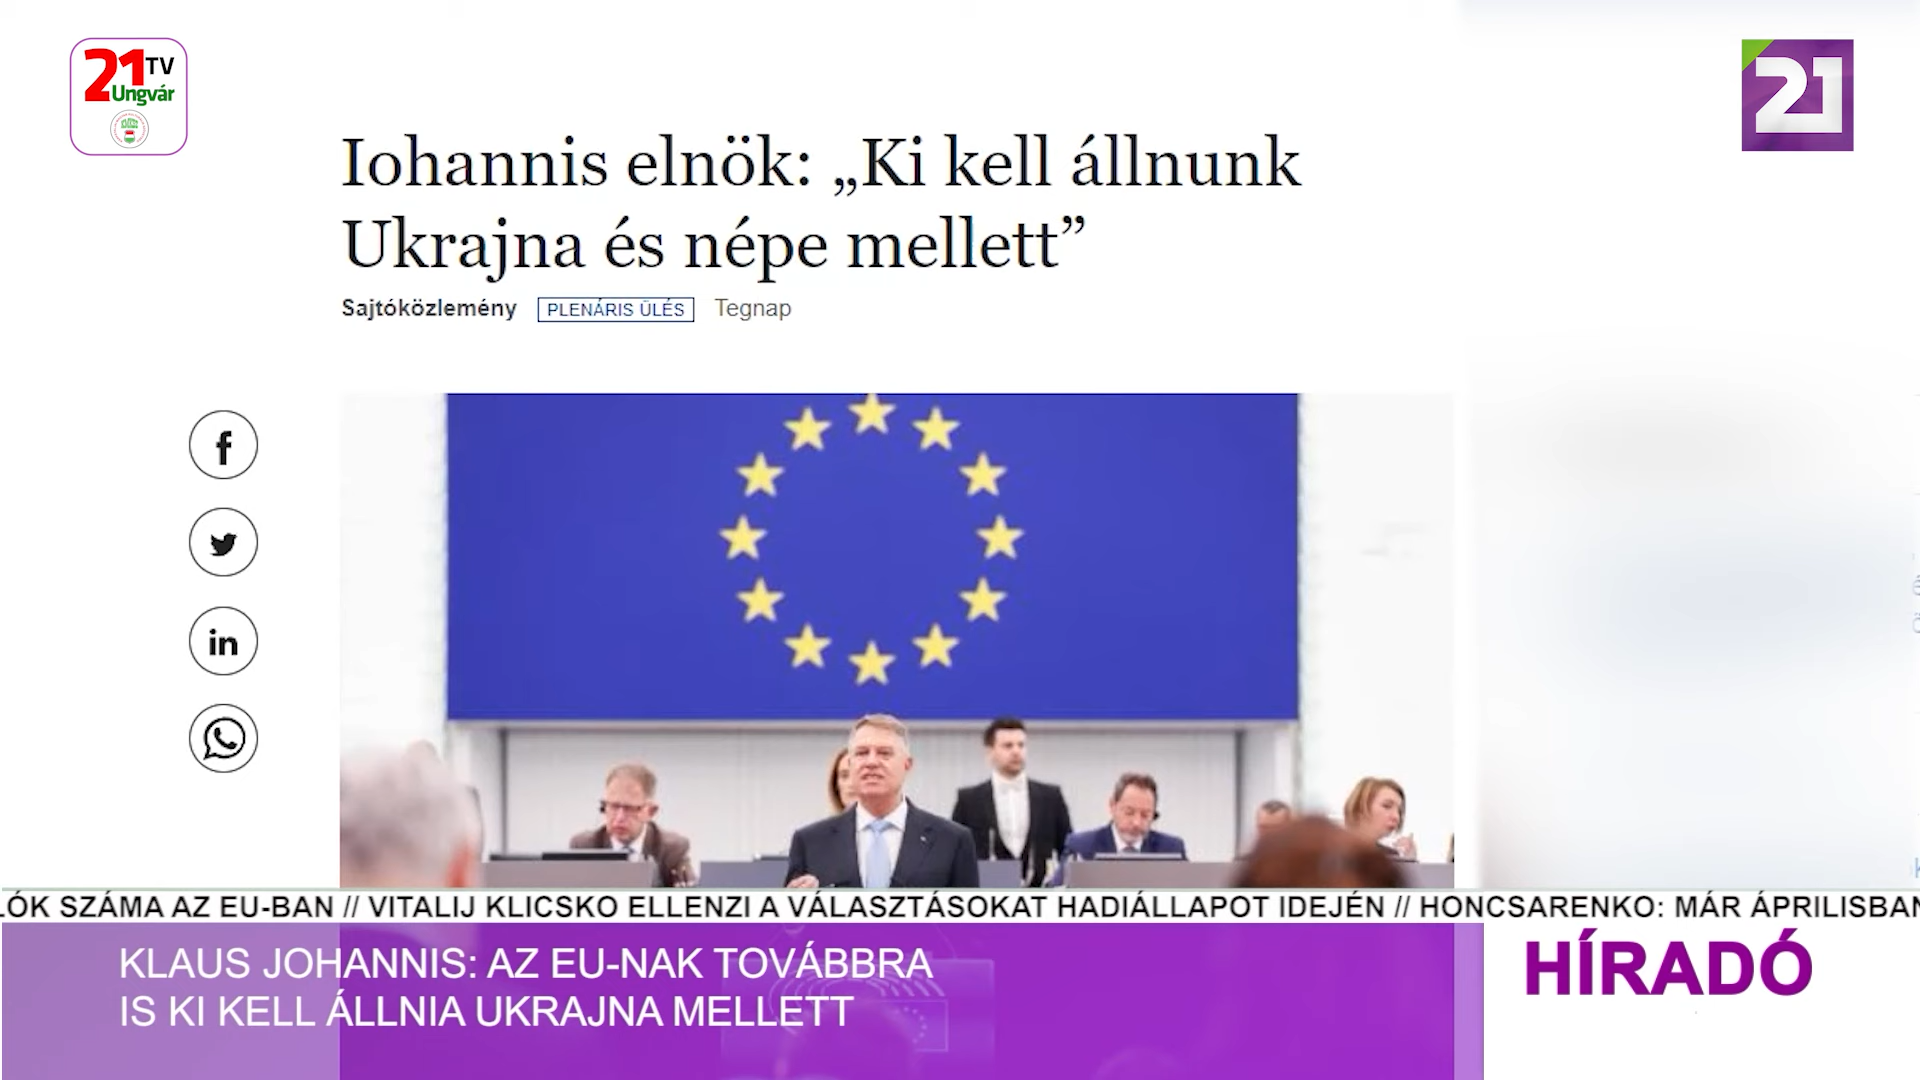 21 TV
Ungvár
21
Iohannis elnök: „Ki kell állnunk
Ukrajna és népe mellett”
Sajtóközlemény PLENÁRIS ÜLÉS Tegnap
f
in
LÓK SZÁMA AZ EU-BAN // VITALIJ KLICSKO ELLENZI A VÁLASZTÁSOKAT HADIÁLLAPOT IDEJÉN // HONCSARENKO: MÁR ÁPRILISBAN
KLAUS JOHANNIS: AZ EU-NAK TOVÁBBRA
IS KI KELL ÁLLNIA UKRAJNA MELLETT
HÍRADÓ